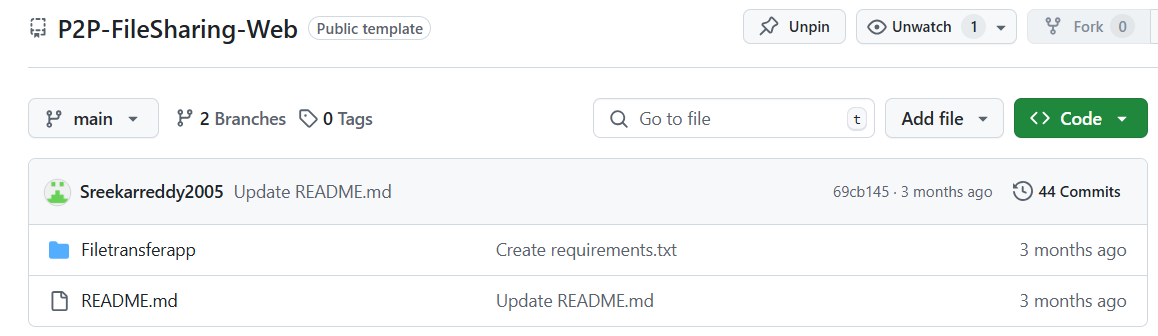 P2P-FileSharing-Web Public template Unpin Unwatch 1 Fork 0
main 2 Branches 0 Tags Go to file t Add file Code
Sreekarreddy2005 Update README.md 69cb145 · 3 months ago 44 Commits
Filetransferapp Create requirements.txt 3 months ago
README.md Update README.md 3 months ago